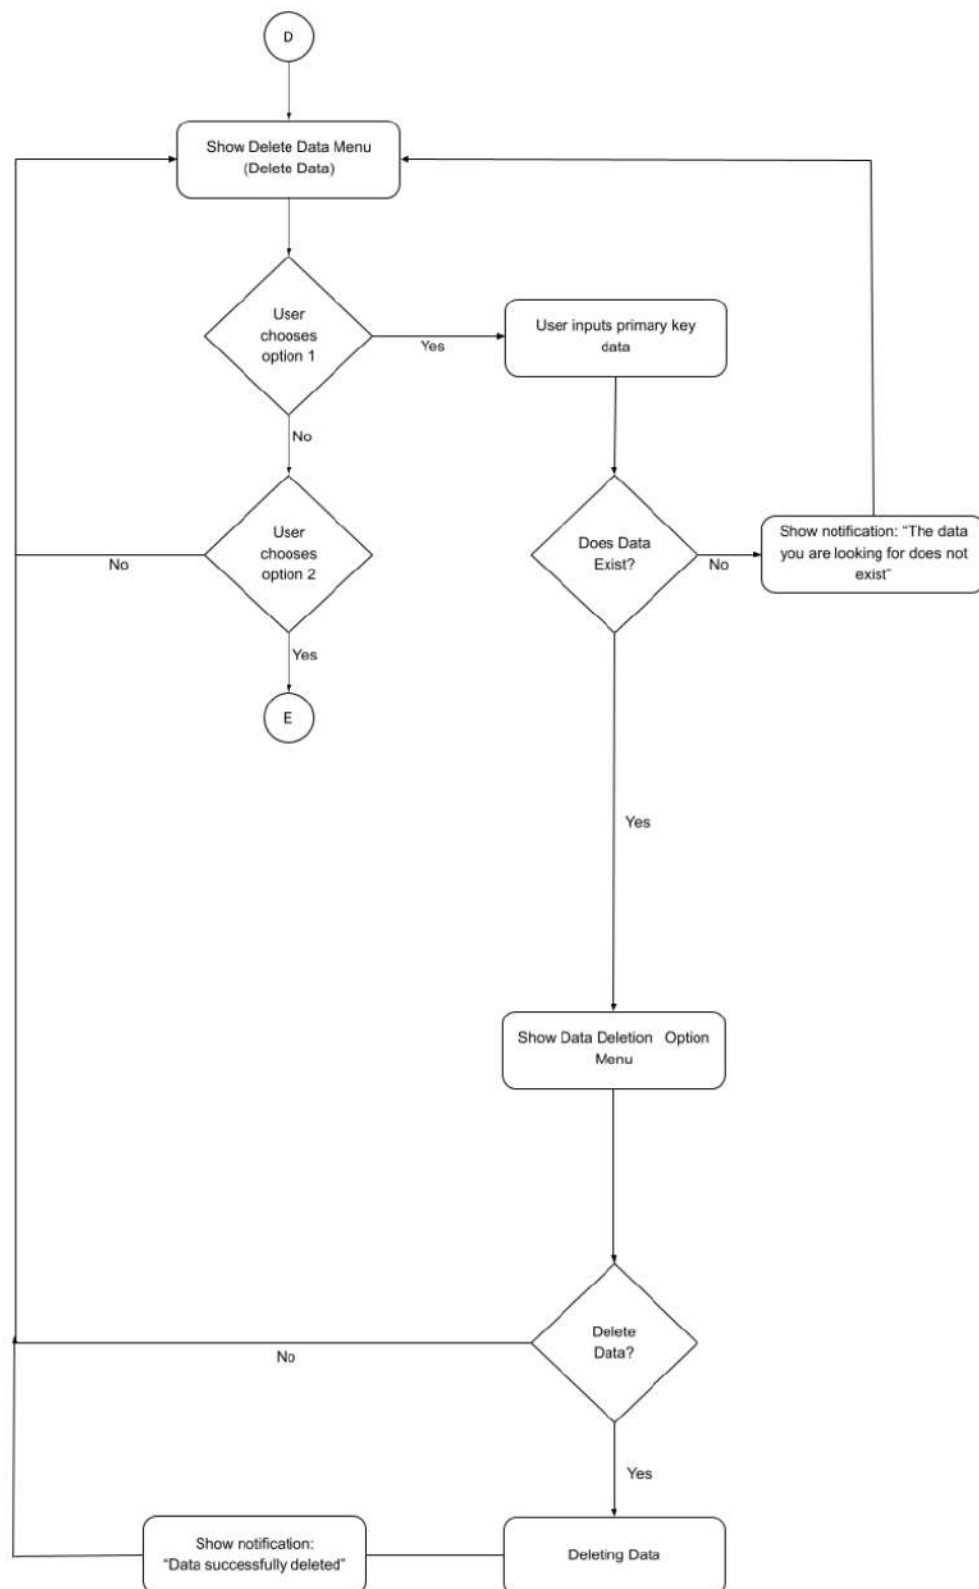 D
Show Delete Data Menu
(Delete Data)
User
chooses
option 1
Yes
User inputs primary key
data
No
User
chooses
option 2
No
Does Data
Exist?
No
Show notification: “The data
you are looking for does not
exist”
Yes
E
Yes
Show Data Deletion Option
Menu
Delete
Data?
No
Yes
Show notification:
“Data successfully deleted”
Deleting Data